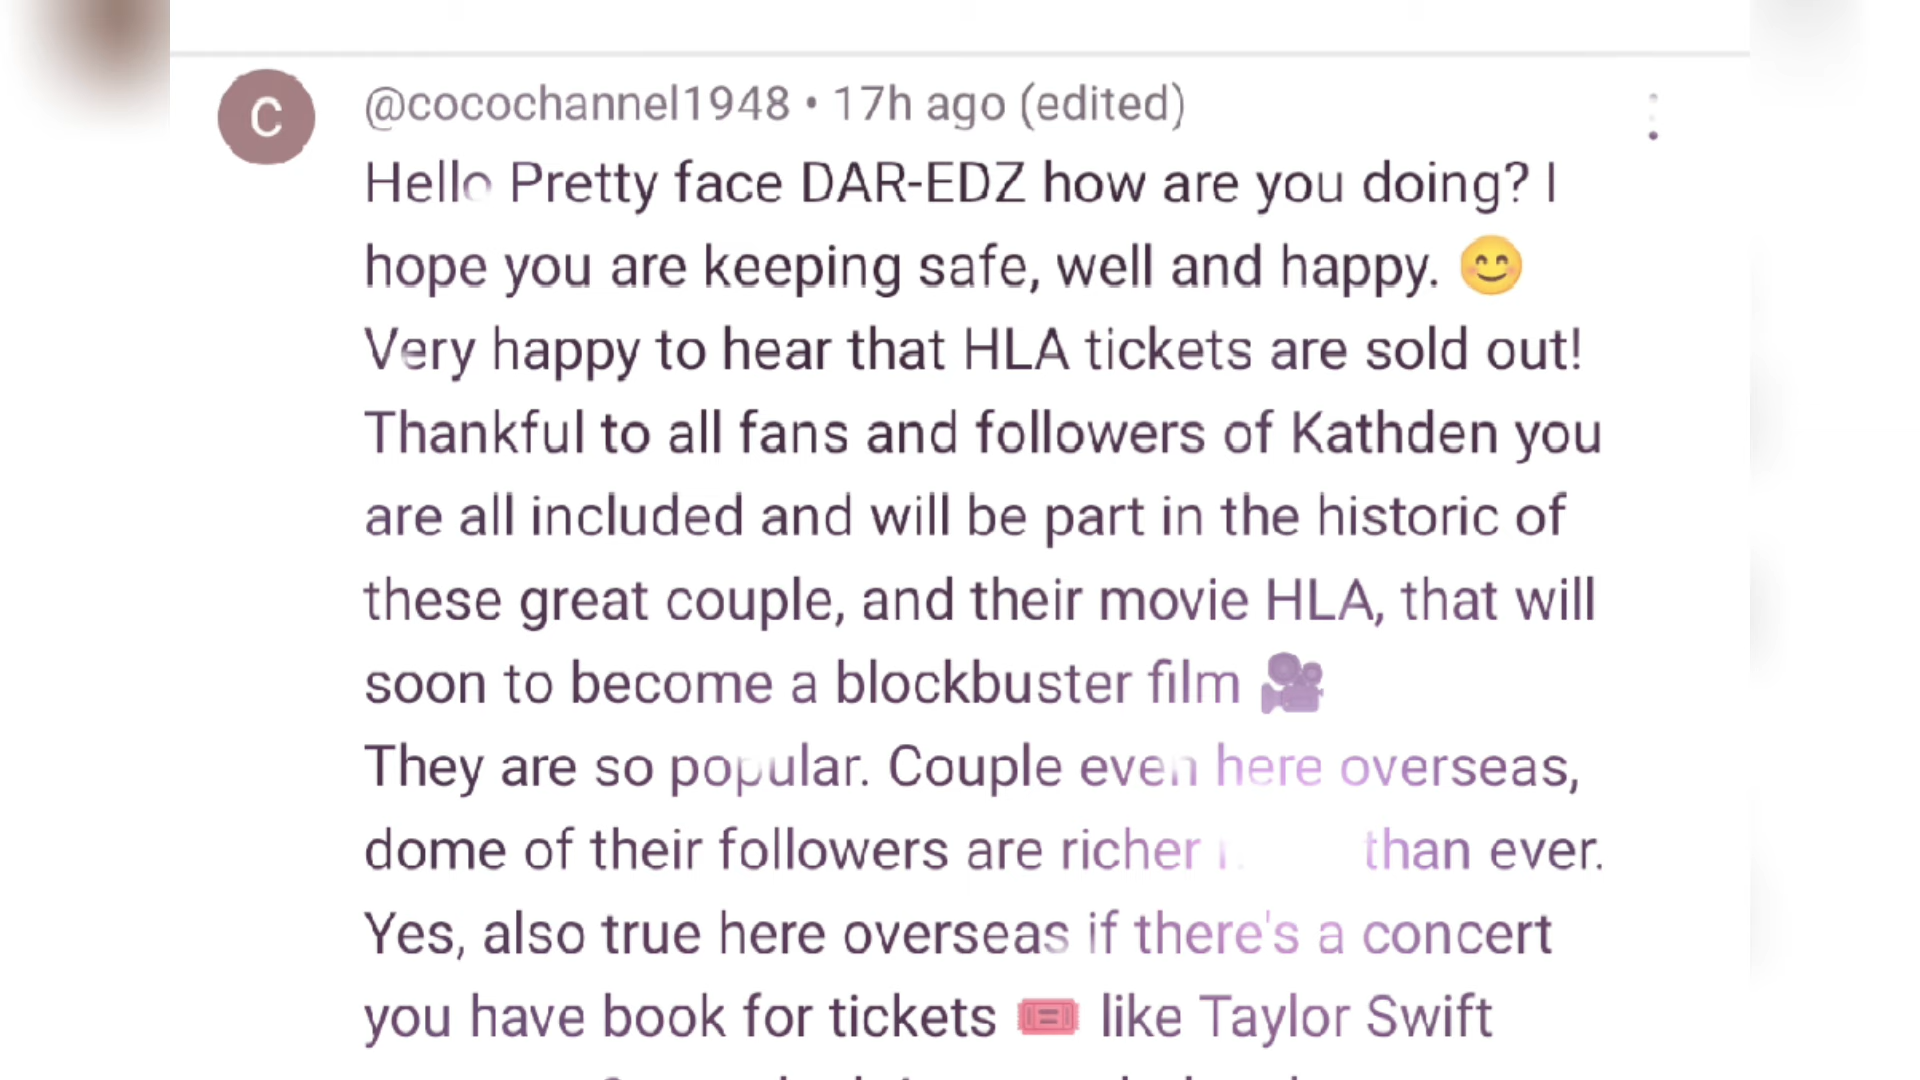 C
@cocochannel1948 • 17h ago (edited)
Hello Pretty face DAR-EDZ how are you doing? I
hope you are keeping safe, well and happy. 😊
Very happy to hear that HLA tickets are sold out!
Thankful to all fans and followers of Kathden you
are all included and will be part in the historic of
these great couple, and their movie HLA, that will
soon to become a blockbuster film 🎥
They are so popular. Couple even here overseas,
dome of their followers are richer than ever.
Yes, also true here overseas if there's a concert
you have book for tickets 🎫 like Taylor Swift